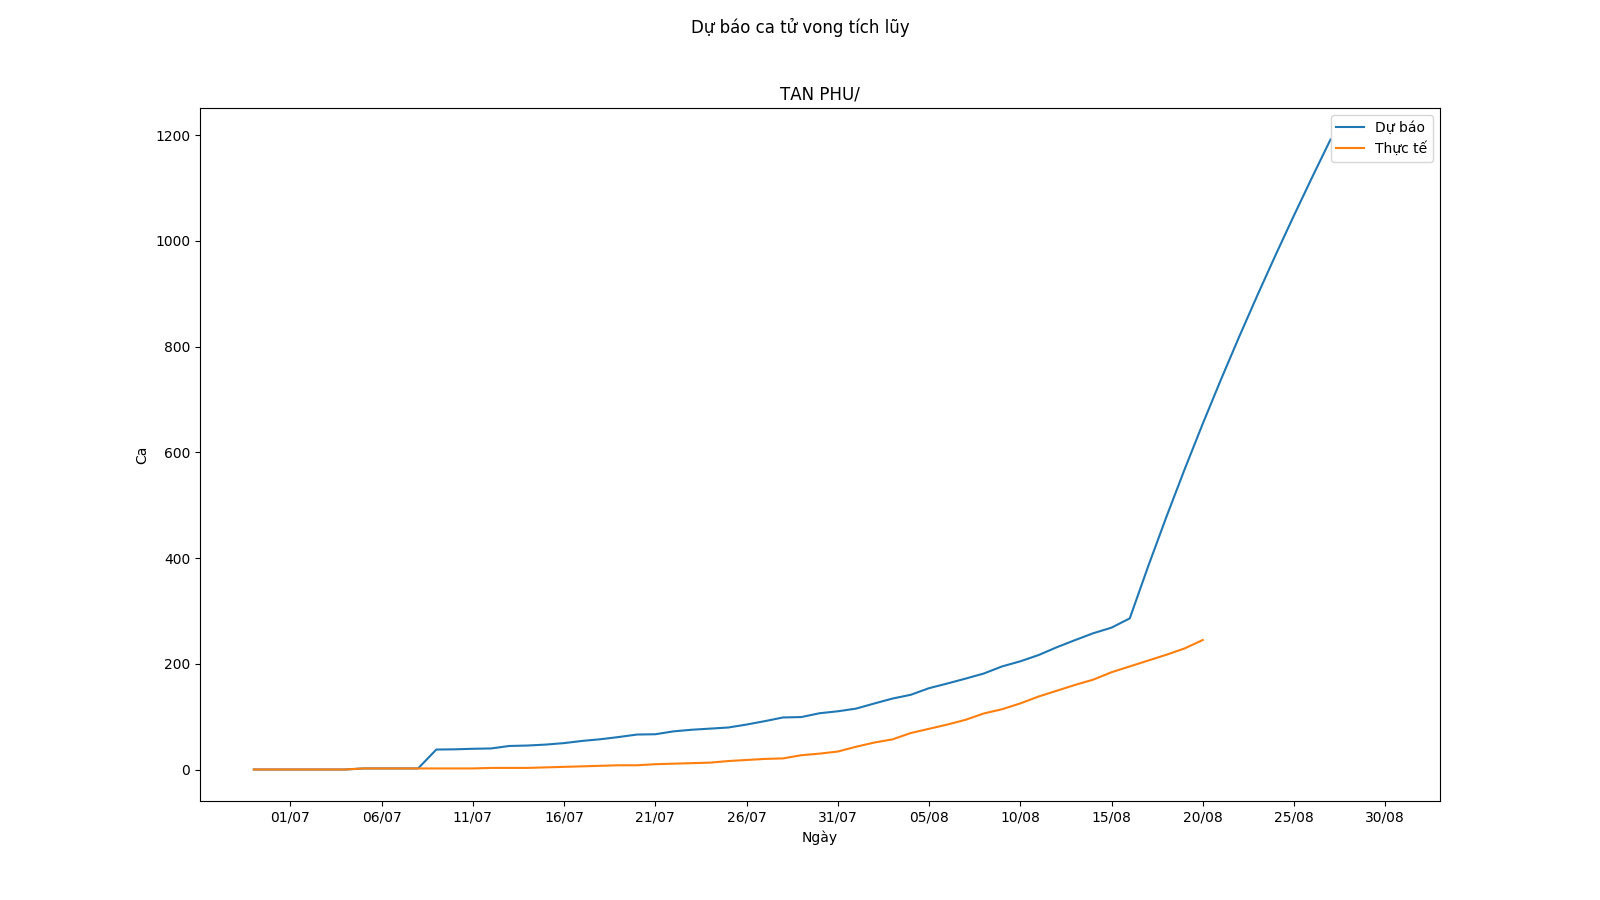 Dự báo ca tử vong tích lũy
TAN PHU/
Dự báo
Thực tế
1200
1000
800
600
400
200
0
Ca
01/07 06/07 11/07 16/07 21/07 26/07 31/07 05/08 10/08 15/08 20/08 25/08 30/08
Ngày